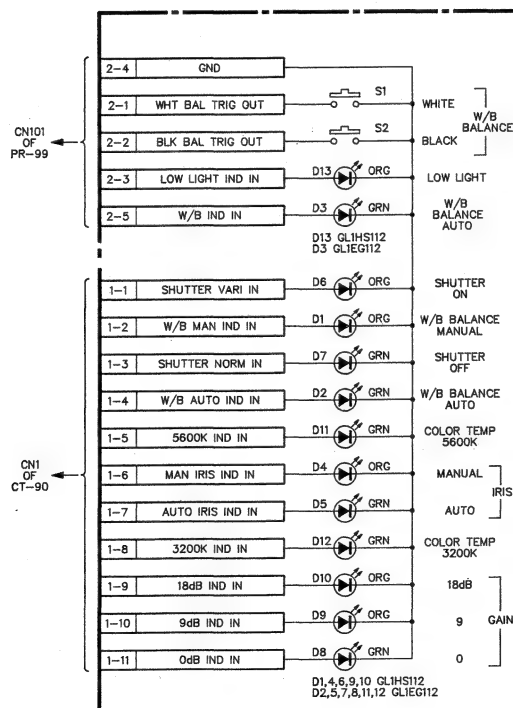 2-4 GND
2-1 WHT BAL TRIG OUT S1 WHITE
W/B
BALANCE
2-2 BLK BAL TRIG OUT S2 BLACK
CN101
OF
PR-99
2-3 LOW LIGHT IND IN D13 ORG LOW LIGHT
2-5 W/B IND IN D3 GRN W/B
BALANCE
AUTO
D13 GL1HS112
D3 GL1EG112
1-1 SHUTTER VARI IN D6 ORG SHUTTER
ON
1-2 W/B MAN IND IN D1 ORG W/B BALANCE
MANUAL
1-3 SHUTTER NORM IN D7 GRN SHUTTER
OFF
1-4 W/B AUTO IND IN D2 GRN W/B BALANCE
AUTO
1-5 5600K IND IN D11 GRN COLOR TEMP
5600K
CN1
OF
CT-90
1-6 MAN IRIS IND IN D4 ORG MANUAL
IRIS
1-7 AUTO IRIS IND IN D5 GRN AUTO
1-8 3200K IND IN D12 GRN COLOR TEMP
3200K
1-9 18dB IND IN D10 ORG 18dB
1-10 9dB IND IN D9 ORG 9
GAIN
1-11 0dB IND IN D8 GRN 0
D1,4,6,9,10 GL1HS112
D2,5,7,8,11,12 GL1EG112